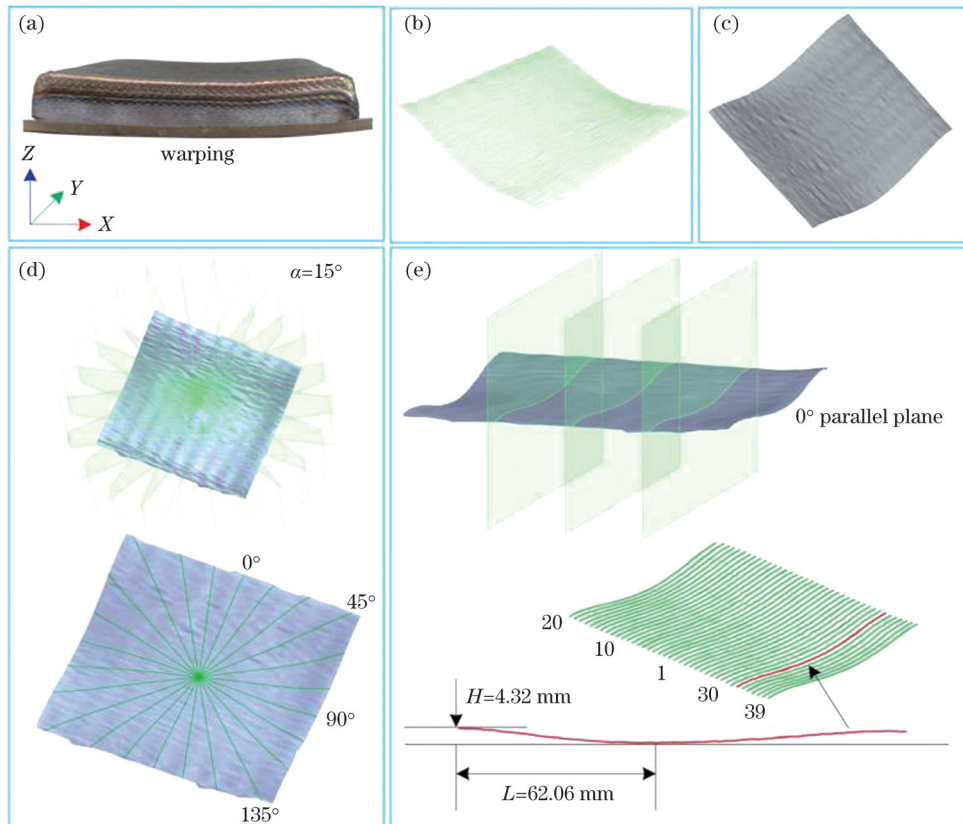 (a)
warping
Z
Y
X
(b)
(c)
(d)
α=15°
0°
45°
90°
135°
(e)
0° parallel plane
20
10
1
30
39
H=4.32 mm
L=62.06 mm